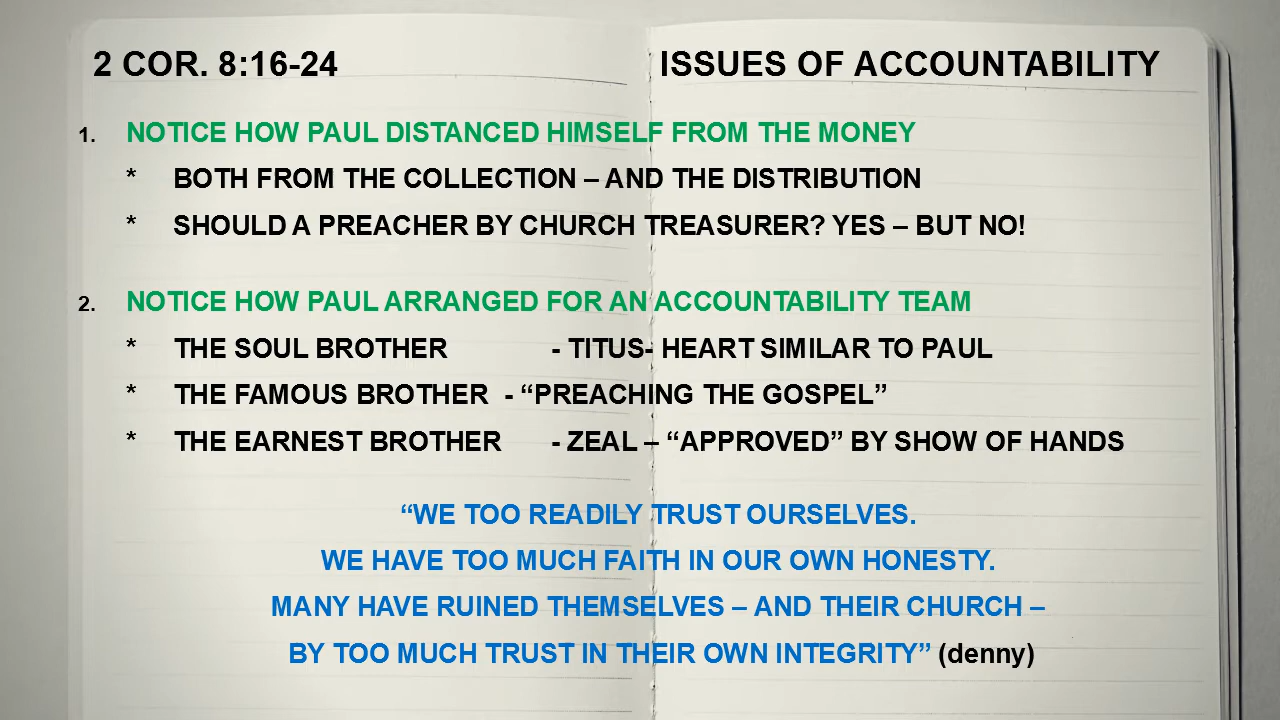 2 COR. 8:16-24 ISSUES OF ACCOUNTABILITY
1. NOTICE HOW PAUL DISTANCED HIMSELF FROM THE MONEY
* BOTH FROM THE COLLECTION – AND THE DISTRIBUTION
* SHOULD A PREACHER BY CHURCH TREASURER? YES – BUT NO!
2. NOTICE HOW PAUL ARRANGED FOR AN ACCOUNTABILITY TEAM
* THE SOUL BROTHER - TITUS- HEART SIMILAR TO PAUL
* THE FAMOUS BROTHER - “PREACHING THE GOSPEL”
* THE EARNEST BROTHER - ZEAL – “APPROVED” BY SHOW OF HANDS
“WE TOO READILY TRUST OURSELVES.
WE HAVE TOO MUCH FAITH IN OUR OWN HONESTY.
MANY HAVE RUINED THEMSELVES – AND THEIR CHURCH –
BY TOO MUCH TRUST IN THEIR OWN INTEGRITY” (denny)